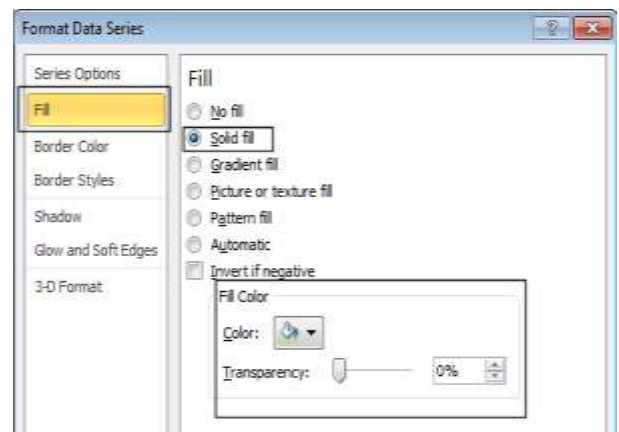 Format Data Series
Series Options
Fill
Border Color
Border Styles
Shadow
Glow and Soft Edges
3-D Format
Fill
No fill
Solid fill
Gradient fill
Picture or texture fill
Pattern fill
Automatic
Invert if negative
Fill Color
Color:
Transparency: 0%